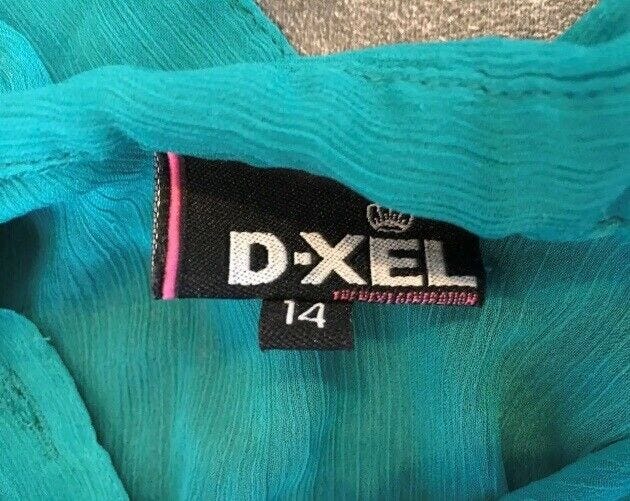 D-XEL
THE NEXT GENERATION
14